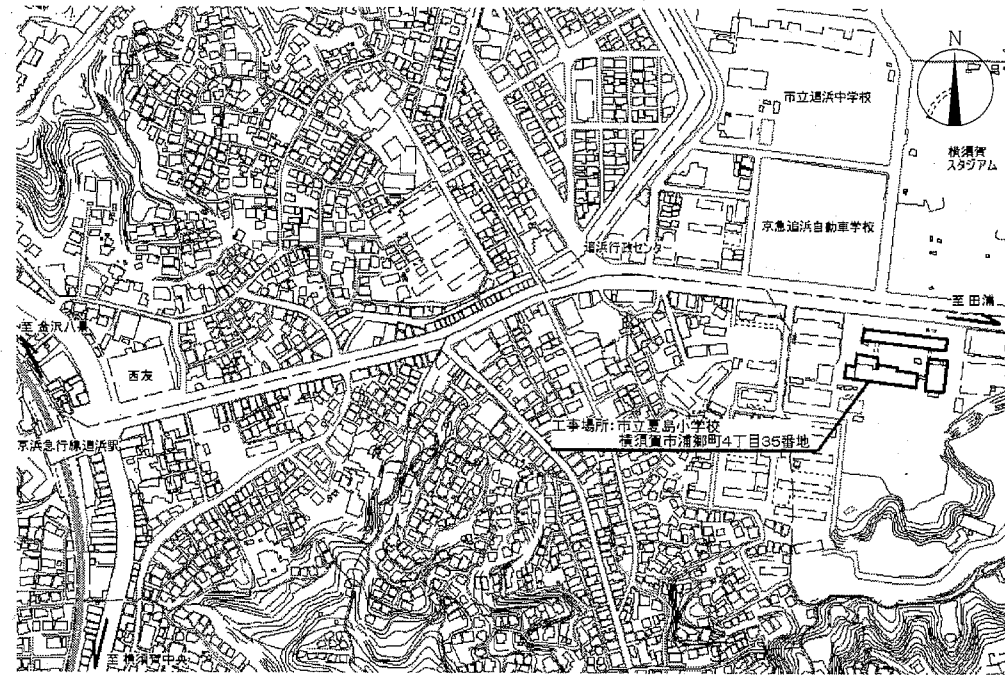 N
市立追浜中学校
横須賀
スタジアム
京急追浜自動車学校
追浜行政センター
至 田浦
至 金沢八景
西友
工事場所:市立夏島小学校
横須賀市浦郷町4丁目35番地
京浜急行線追浜駅
至 横須賀中央